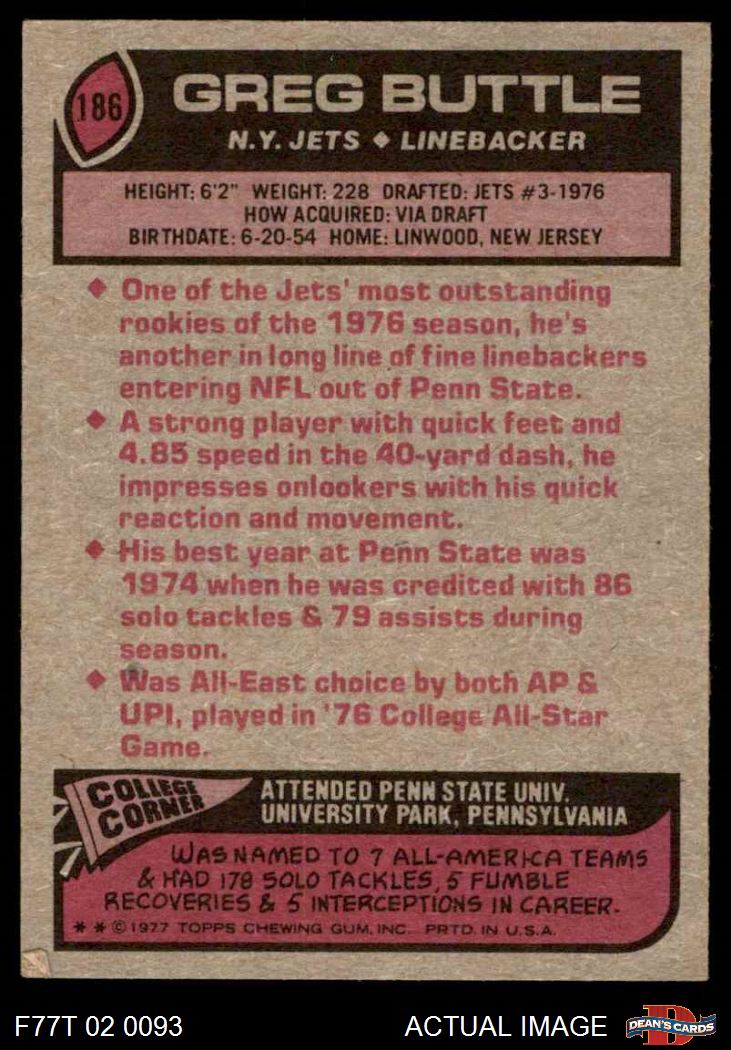 186
GREG BUTTLE
N.Y. JETS ◆ LINEBACKER
HEIGHT: 6'2" WEIGHT: 228 DRAFTED: JETS #3-1976
HOW ACQUIRED: VIA DRAFT
BIRTHDATE: 6-20-54 HOME: LINWOOD, NEW JERSEY
◆ One of the Jets' most outstanding
rookies of the 1976 season, he's
another in long line of fine linebackers
entering NFL out of Penn State.
◆ A strong player with quick feet and
4.85 speed in the 40-yard dash, he
impresses onlookers with his quick
reaction and movement.
◆ His best year at Penn State was
1974 when he was credited with 86
solo tackles & 79 assists during
season.
◆ Was All-East choice by both AP &
UPI, played in '76 College All-Star
Game.
COLLEGE
CORNER
ATTENDED PENN STATE UNIV.
UNIVERSITY PARK, PENNSYLVANIA
WAS NAMED TO 7 ALL-AMERICA TEAMS
& HAD 178 SOLO TACKLES, 5 FUMBLE
RECOVERIES & 5 INTERCEPTIONS IN CAREER.
* * © 1977 TOPPS CHEWING GUM, INC. PRTD. IN U.S.A.
F77T 02 0093
ACTUAL IMAGE
D
DEAN'S CARDS